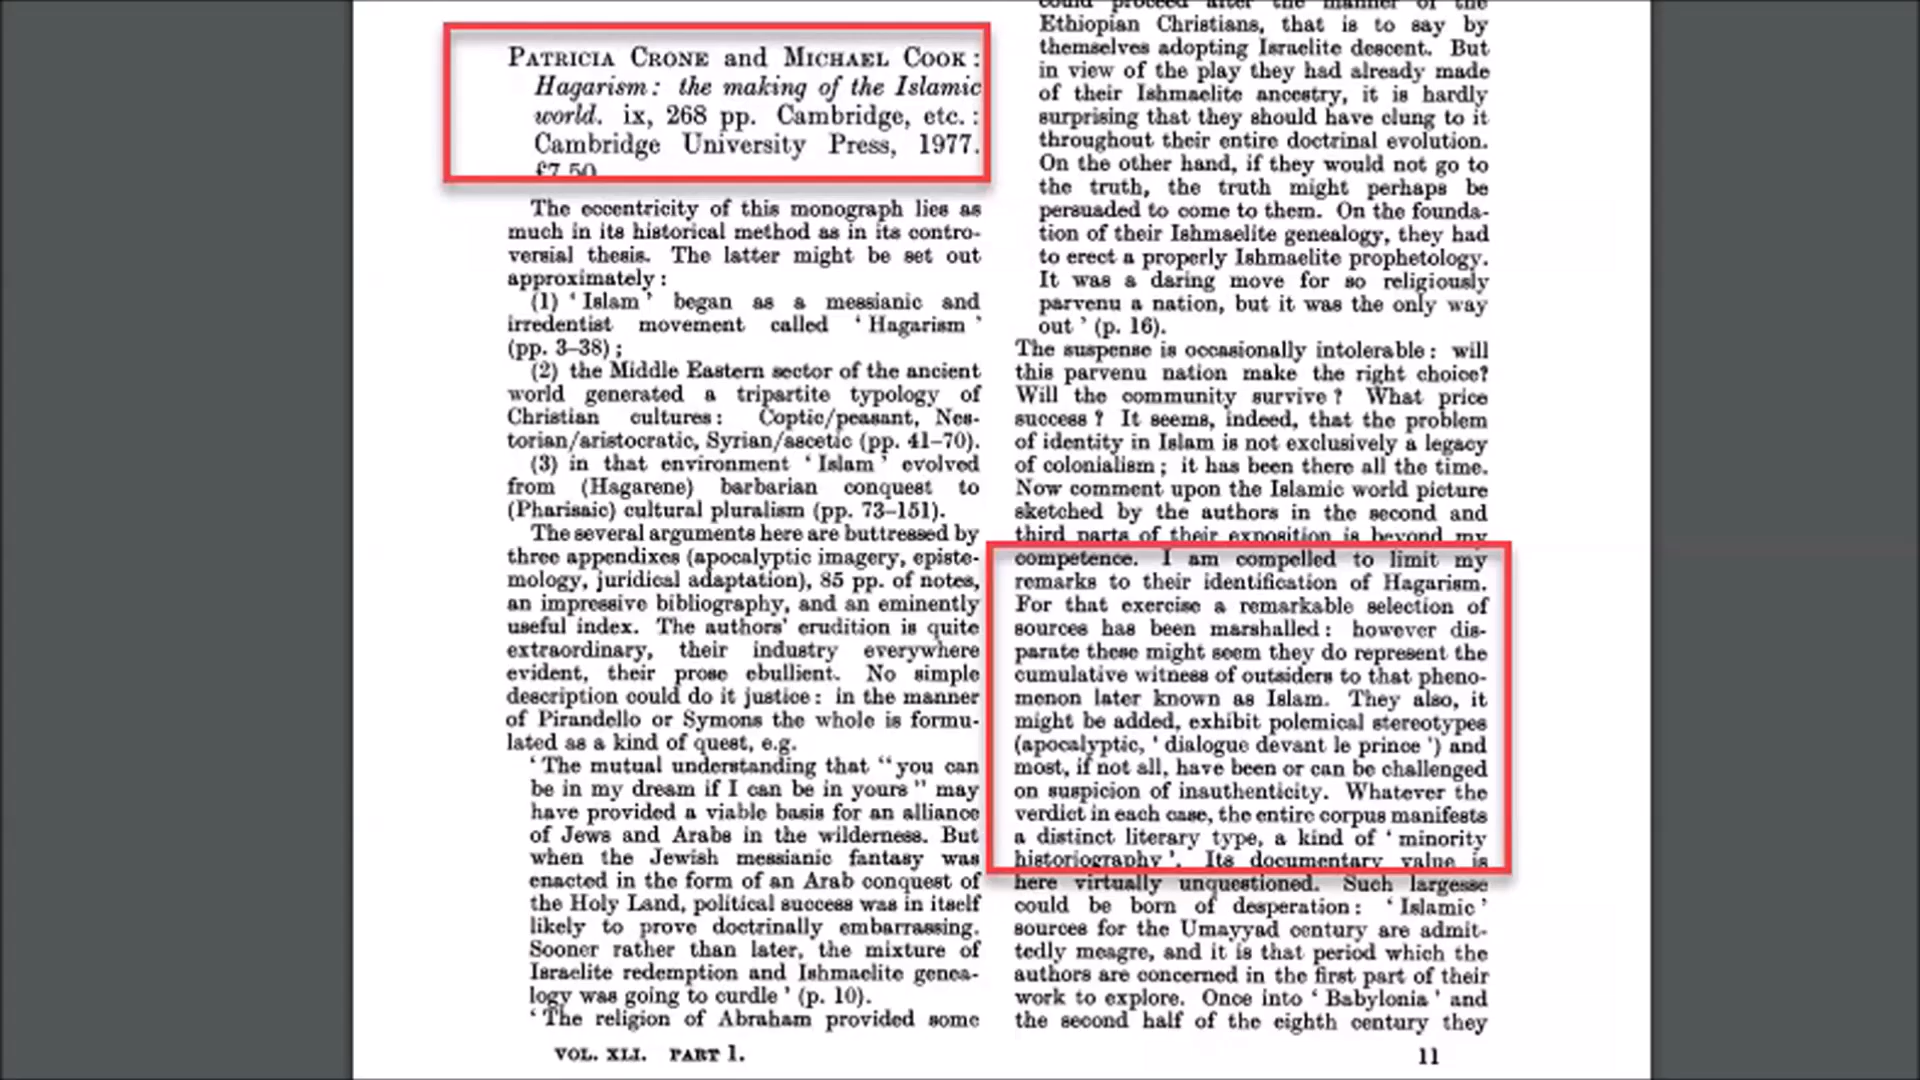 PATRICIA CRONE and MICHAEL COOK:
Hagarism: the making of the Islamic
world. ix, 268 pp. Cambridge, etc.:
Cambridge University Press, 1977.
£7.50
The eccentricity of this monograph lies as
much in its historical method as in its contro-
versial thesis. The latter might be set out
approximately:
(1) ‘Islam’ began as a messianic and
irredentist movement called ‘Hagarism’
(pp. 3–38);
(2) the Middle Eastern sector of the ancient
world generated a tripartite typology of
Christian cultures: Coptic/peasant, Nes-
torian/aristocratic, Syrian/ascetic (pp. 41–70).
(3) in that environment ‘Islam’ evolved
from (Hagarene) barbarian conquest to
(Pharisaic) cultural pluralism (pp. 73–151).
The several arguments here are buttressed by
three appendixes (apocalyptic imagery, episte-
mology, juridical adaptation), 85 pp. of notes,
an impressive bibliography, and an eminently
useful index. The authors’ erudition is quite
extraordinary, their industry everywhere
evident, their prose ebullient. No simple
description could do it justice: in the manner
of Pirandello or Symons the whole is formu-
lated as a kind of quest, e.g.
‘The mutual understanding that “you can
be in my dream if I can be in yours” may
have provided a viable basis for an alliance
of Jews and Arabs in the wilderness. But
when the Jewish messianic fantasy was
enacted in the form of an Arab conquest of
the Holy Land, political success was in itself
likely to prove doctrinally embarrassing.
Sooner rather than later, the mixture of
Israelite redemption and Ishmaelite genea-
logy was going to curdle’ (p. 10).
‘The religion of Abraham provided some
VOL. XLI. PART 1.
could proceed after the manner of the
Ethiopian Christians, that is to say by
themselves adopting Israelite descent. But
in view of the play they had already made
of their Ishmaelite ancestry, it is hardly
surprising that they should have clung to it
throughout their entire doctrinal evolution.
On the other hand, if they would not go to
the truth, the truth might perhaps be
persuaded to come to them. On the founda-
tion of their Ishmaelite genealogy, they had
to erect a properly Ishmaelite prophetology.
It was a daring move for so religiously
parvenu a nation, but it was the only way
out’ (p. 16).
The suspense is occasionally intolerable: will
this parvenu nation make the right choice?
Will the community survive? What price
success? It seems, indeed, that the problem
of identity in Islam is not exclusively a legacy
of colonialism; it has been there all the time.
Now comment upon the Islamic world picture
sketched by the authors in the second and
third parts of their exposition is beyond my
competence. I am compelled to limit my
remarks to their identification of Hagarism.
For that exercise a remarkable selection of
sources has been marshalled: however dis-
parate these might seem they do represent the
cumulative witness of outsiders to that pheno-
menon later known as Islam. They also, it
might be added, exhibit polemical stereotypes
(apocalyptic, ‘dialogue devant le prince’) and
most, if not all, have been or can be challenged
on suspicion of inauthenticity. Whatever the
verdict in each case, the entire corpus manifests
a distinct literary type, a kind of ‘minority
historiography’. Its documentary value is
here virtually unquestioned. Such largesse
could be born of desperation: ‘Islamic’
sources for the Umayyad century are admit-
tedly meagre, and it is that period which the
authors are concerned in the first part of their
work to explore. Once into ‘Babylonia’ and
the second half of the eighth century they
11